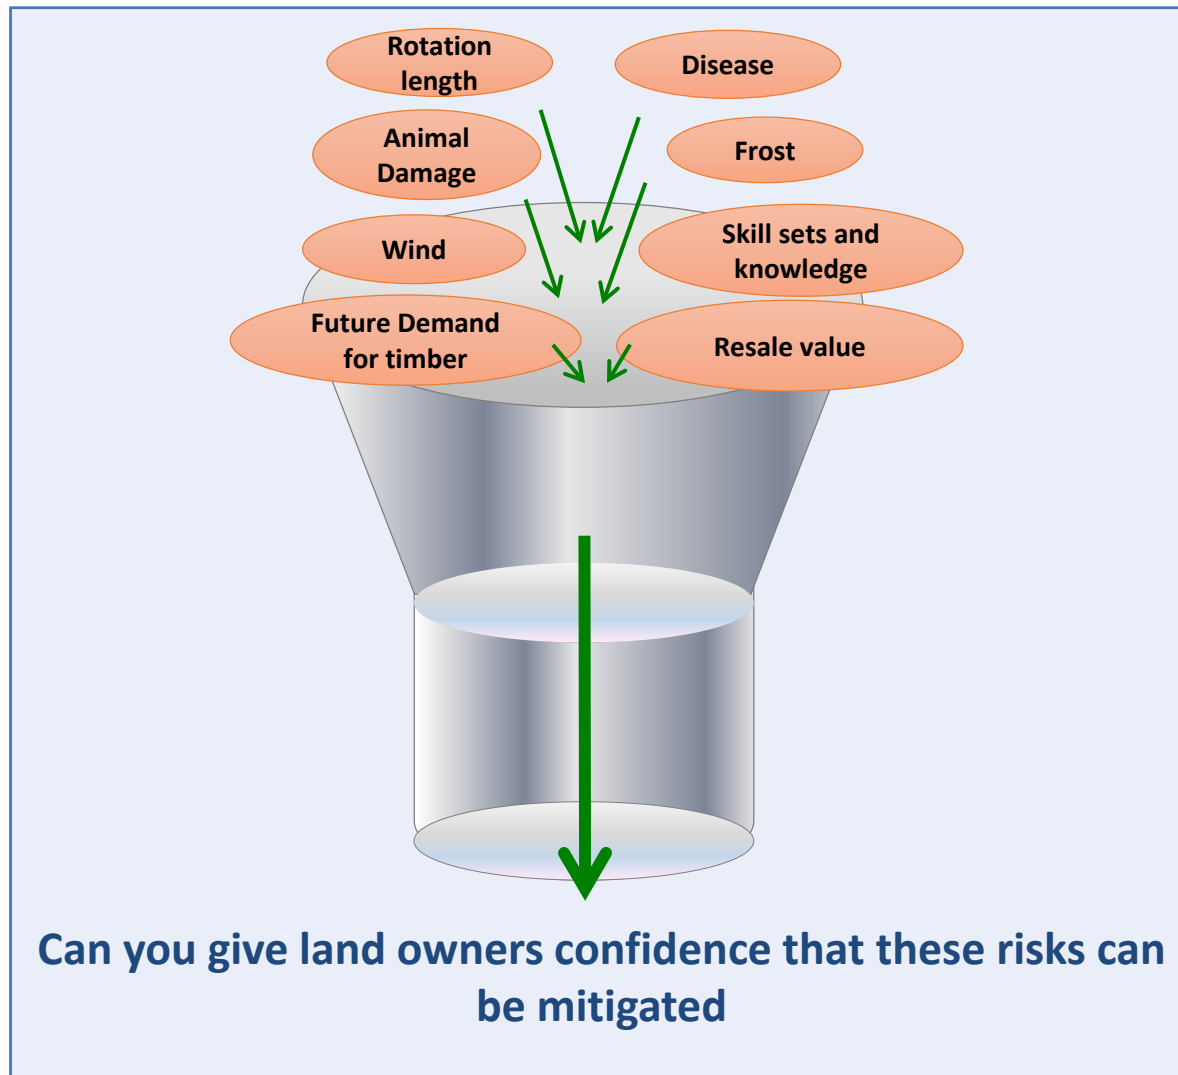 Rotation
length
Disease
Animal
Damage
Frost
Wind
Skill sets and
knowledge
Future Demand
for timber
Resale value
Can you give land owners confidence that these risks can
be mitigated